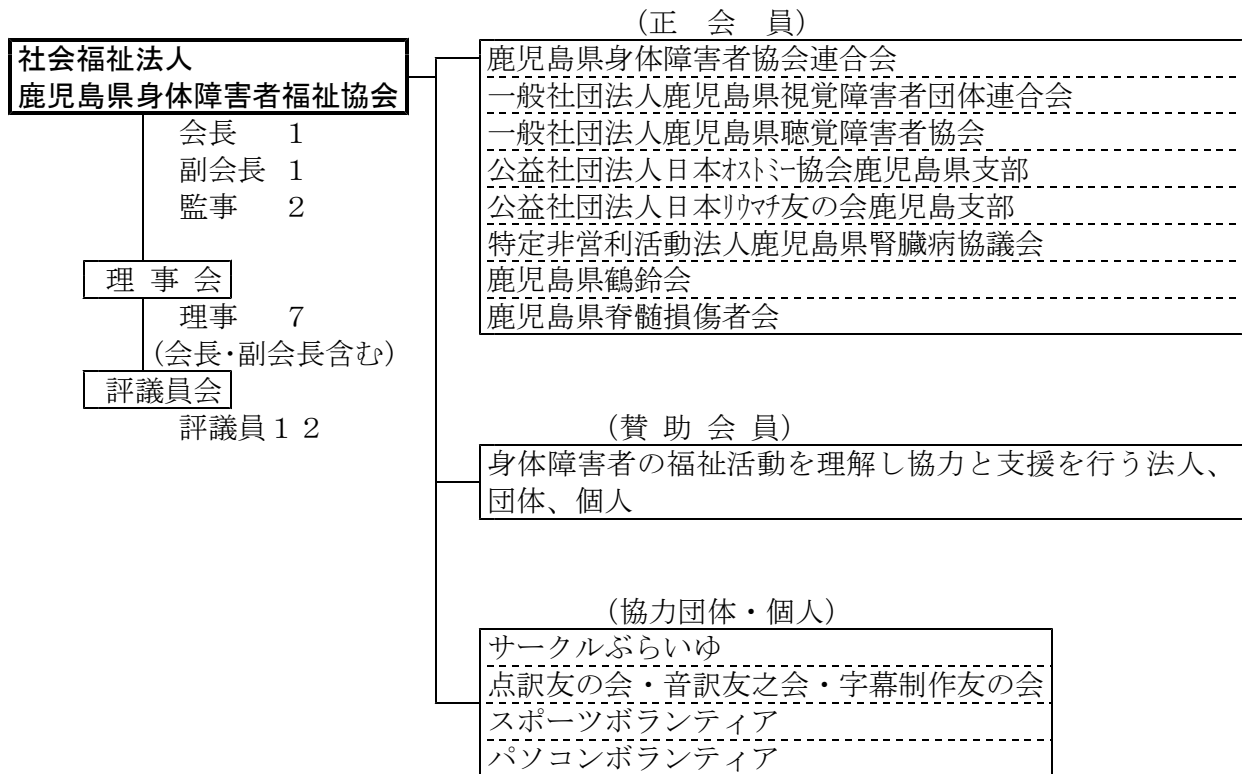 社会福祉法人
鹿児島県身体障害者福祉協会
会長 1
副会長 1
監事 2
理 事 会
理事 7
(会長・副会長含む)
評議員会
評議員12
(正 会 員)
鹿児島県身体障害者協会連合会
一般社団法人鹿児島県視覚障害者団体連合会
一般社団法人鹿児島県聴覚障害者協会
公益社団法人日本ｵｽﾄﾐｰ協会鹿児島県支部
公益社団法人日本ﾘｳﾏﾁ友の会鹿児島支部
特定非営利活動法人鹿児島県腎臓病協議会
鹿児島県鶴鈴会
鹿児島県脊髄損傷者会
(賛 助 会 員)
身体障害者の福祉活動を理解し協力と支援を行う法人、
団体、個人
(協力団体・個人)
サークルぶらいゆ
点訳友の会・音訳友之会・字幕制作友の会
スポーツボランティア
パソコンボランティア